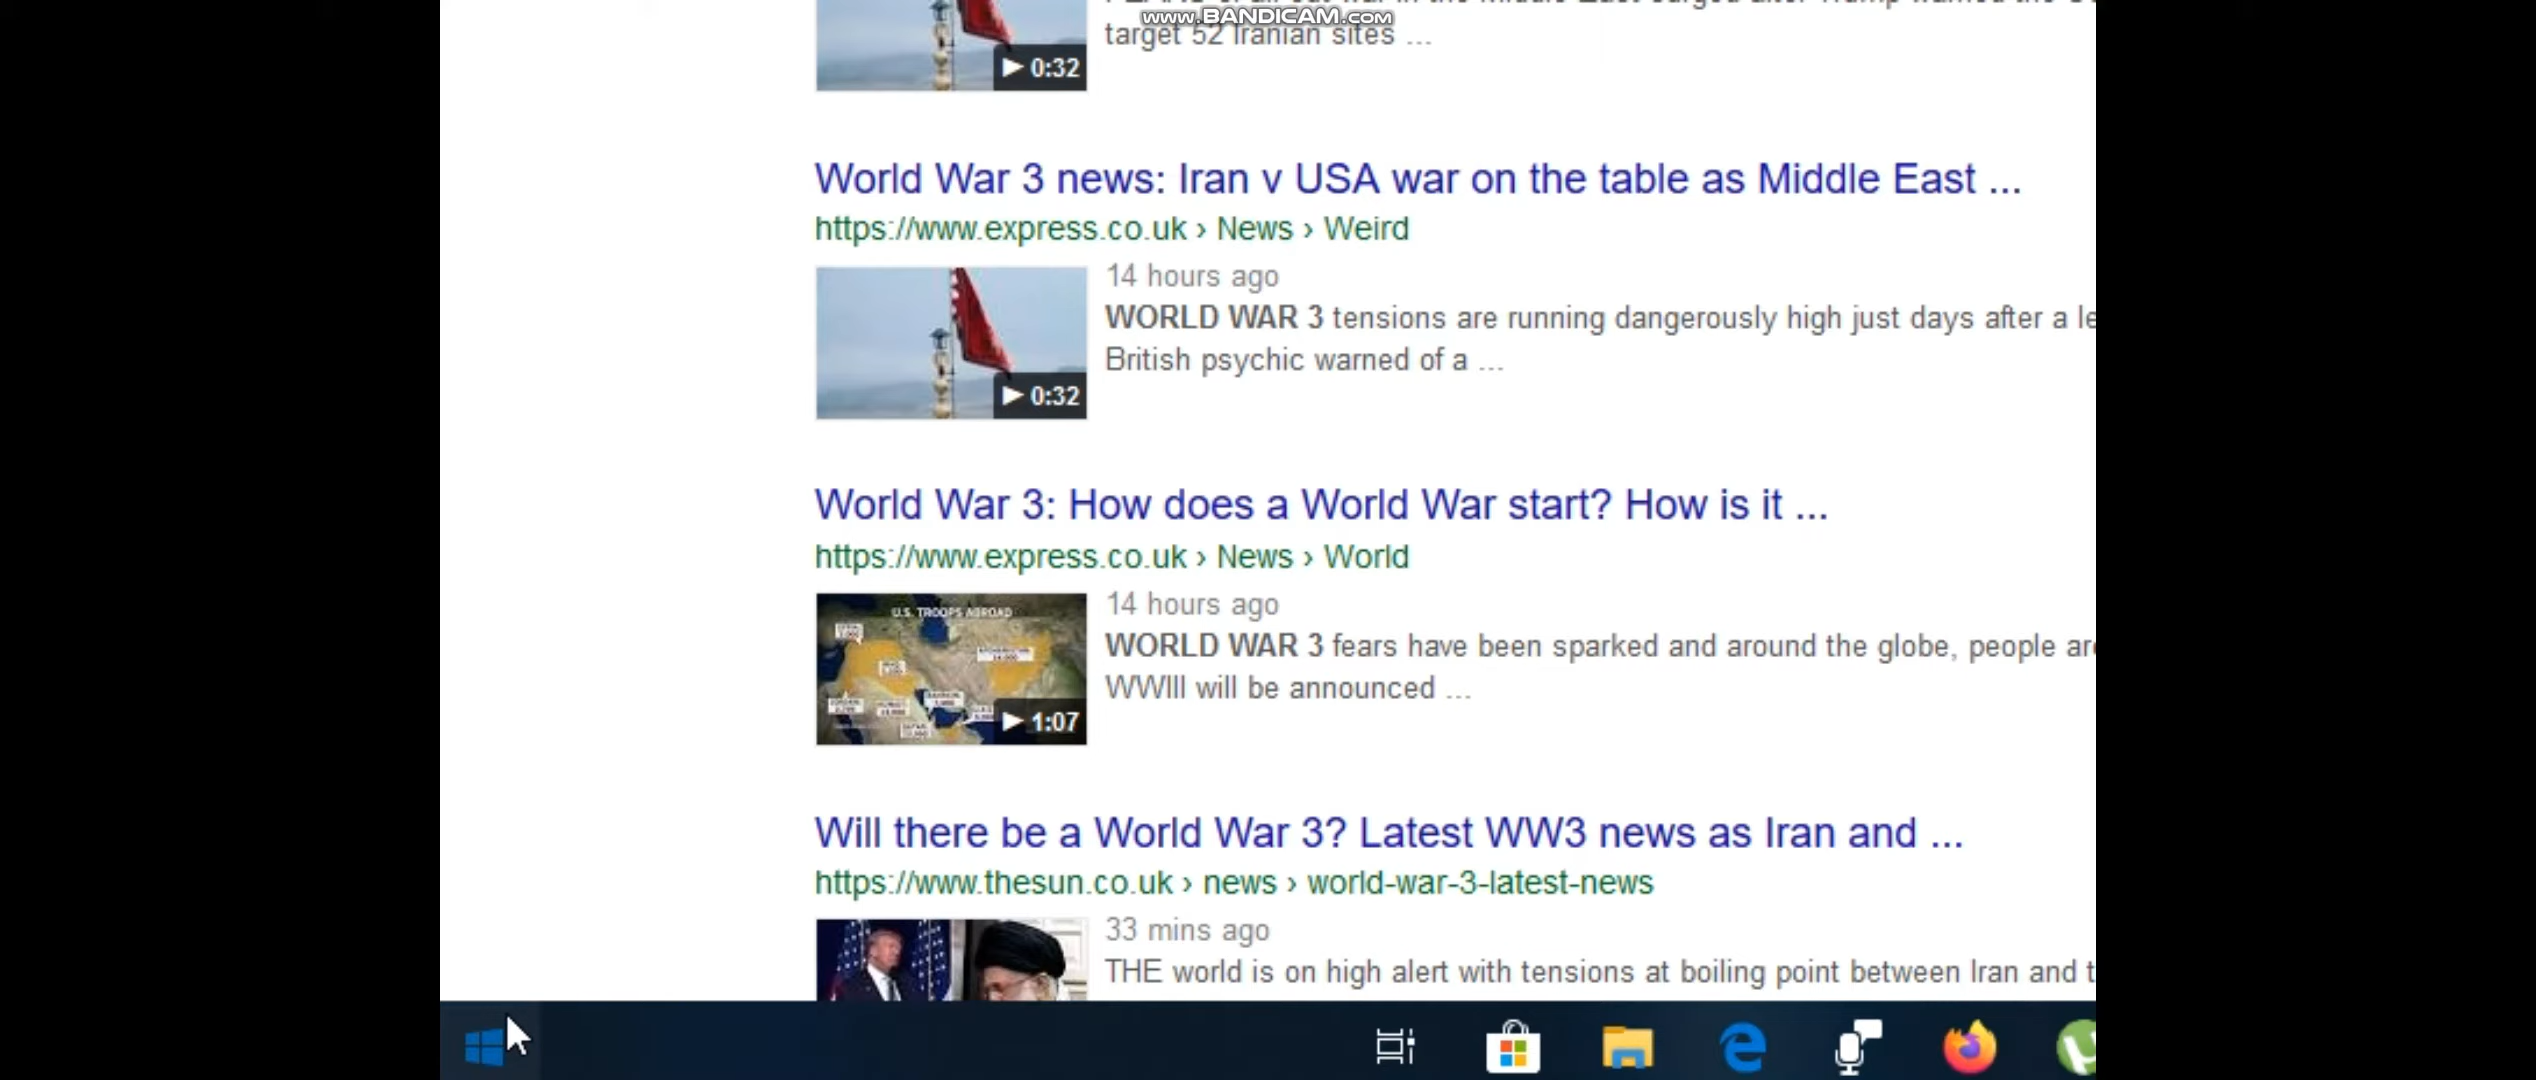 www.BANDICAM.com
target 52 Iranian sites ...
0:32
World War 3 news: Iran v USA war on the table as Middle East ...
https://www.express.co.uk › News › Weird
14 hours ago
WORLD WAR 3 tensions are running dangerously high just days after a le
British psychic warned of a ...
0:32
World War 3: How does a World War start? How is it ...
https://www.express.co.uk › News › World
14 hours ago
U.S. TROOPS ABROAD
WORLD WAR 3 fears have been sparked and around the globe, people are
WWIII will be announced ...
1:07
Will there be a World War 3? Latest WW3 news as Iran and ...
https://www.thesun.co.uk › news › world-war-3-latest-news
33 mins ago
THE world is on high alert with tensions at boiling point between Iran and t